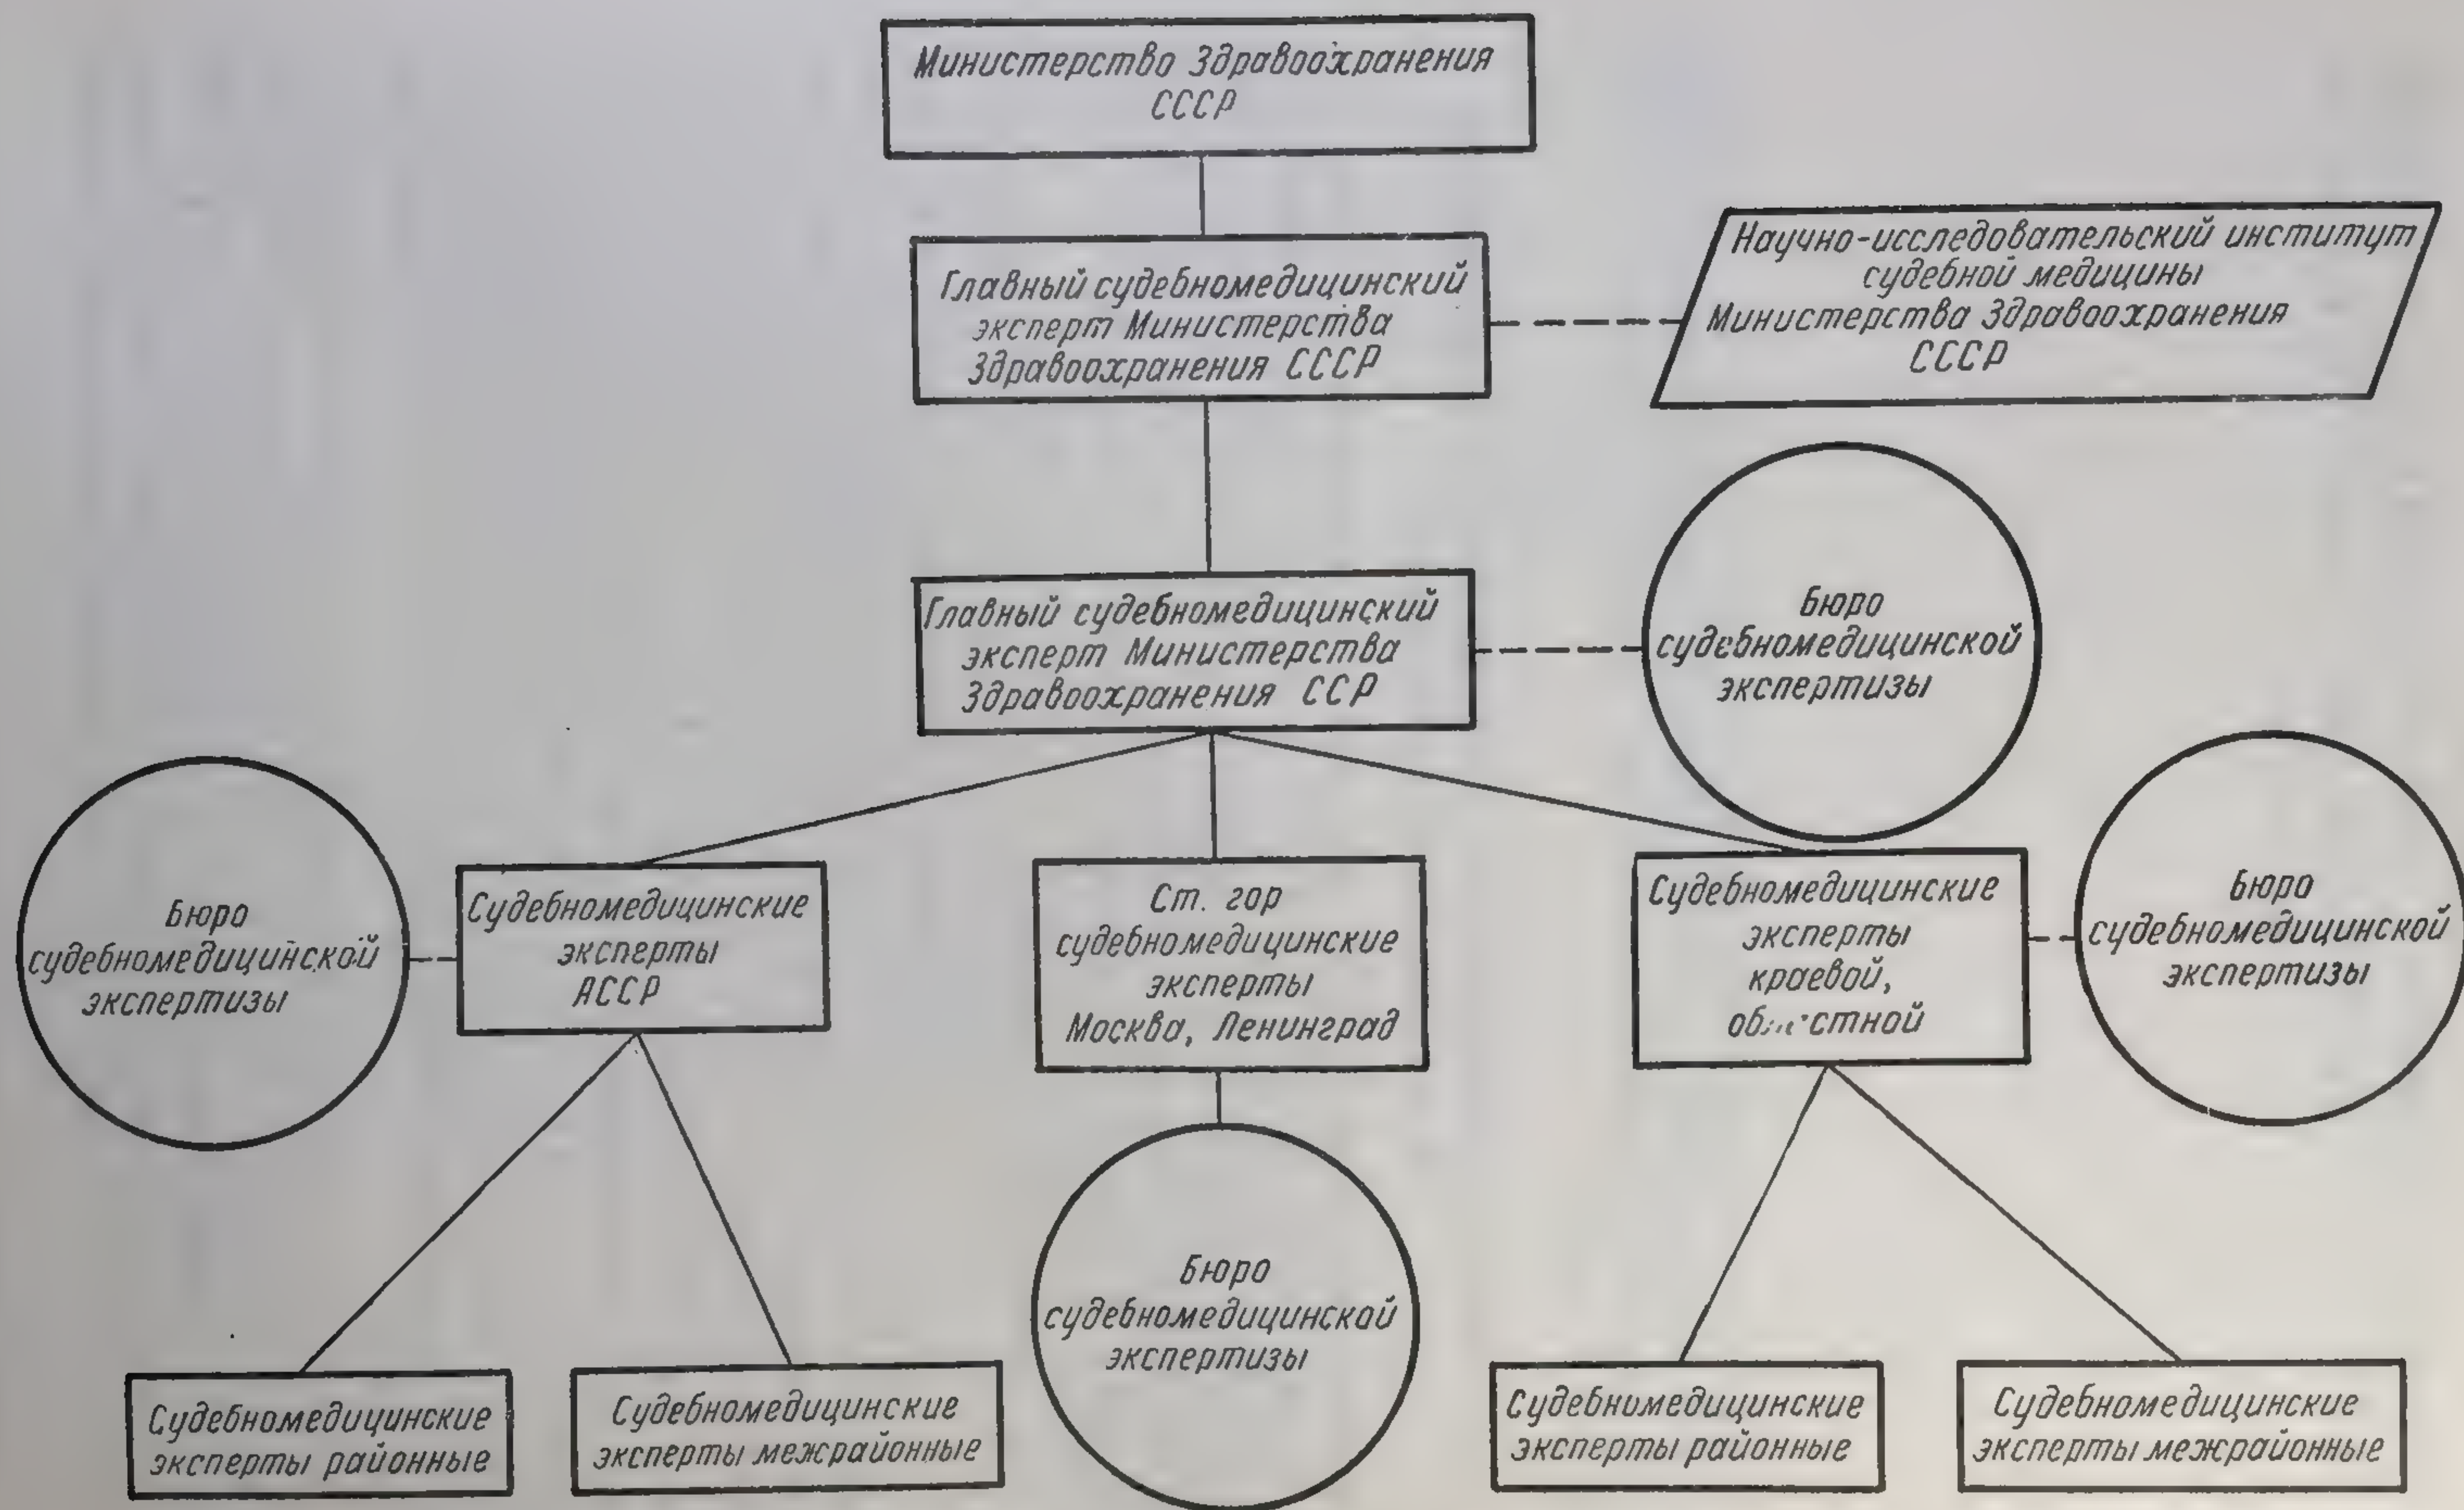 Министерство Здравоохранения
СССР
Главный судебномедицинский
эксперт Министерства
Здравоохранения СССР
Научно-исследовательский институт
судебной медицины
Министерства Здравоохранения
СССР
Главный судебномедицинский
эксперт Министерства
Здравоохранения ССР
Бюро
судебномедицинской
экспертизы
Бюро
судебномедицинской
экспертизы
Судебномедицинские
эксперты
АССР
Ст. гор
судебномедицинские
эксперты
Москва, Ленинград
Судебномедицинские
эксперты
краевой,
Бюро
судебномедицинской
экспертизы
Бюро
судебномедицинской
экспертизы
Судебномедицинские
эксперты районные
Судебномедицинские
эксперты межрайонные
Судебномедицинские
эксперты районные
Судебномедицинские
эксперты межрайонные